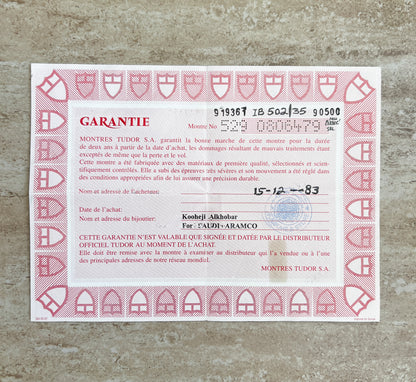 919367 IB 502/35 90500
GARANTIE
Montre No 529 0806479
MONTRES TUDOR S.A. garantit la bonne marche de cette montre pour la durée
de deux ans à partir de la date d'achat, les dommages résultant de mauvais traitements étant
exceptés de même que la perte et le vol.
Cette montre a été fabriquée avec des matériaux de première qualité, sélectionnés et scienti-
fiquement contrôlés. Elle a subi des épreuves très sévères et son mouvement a été réglé dans
des conditions appropriées afin de lui assurer une précision durable.
Nom et adresse de l'acheteur:
15-12-83
Date de l'achat:
Nom et adresse du bijoutier:
Kooheji Alkhobar
For SAUDI-ARAMCO
CETTE GARANTIE N'EST VALABLE QUE SIGNÉE ET DATÉE PAR LE DISTRIBUTEUR
OFFICIEL TUDOR AU MOMENT DE L'ACHAT.
Elle doit être remise avec la montre à examiner au distributeur qui l'a vendue ou à l'une
des principales adresses de notre réseau mondial.
MONTRES TUDOR S.A.